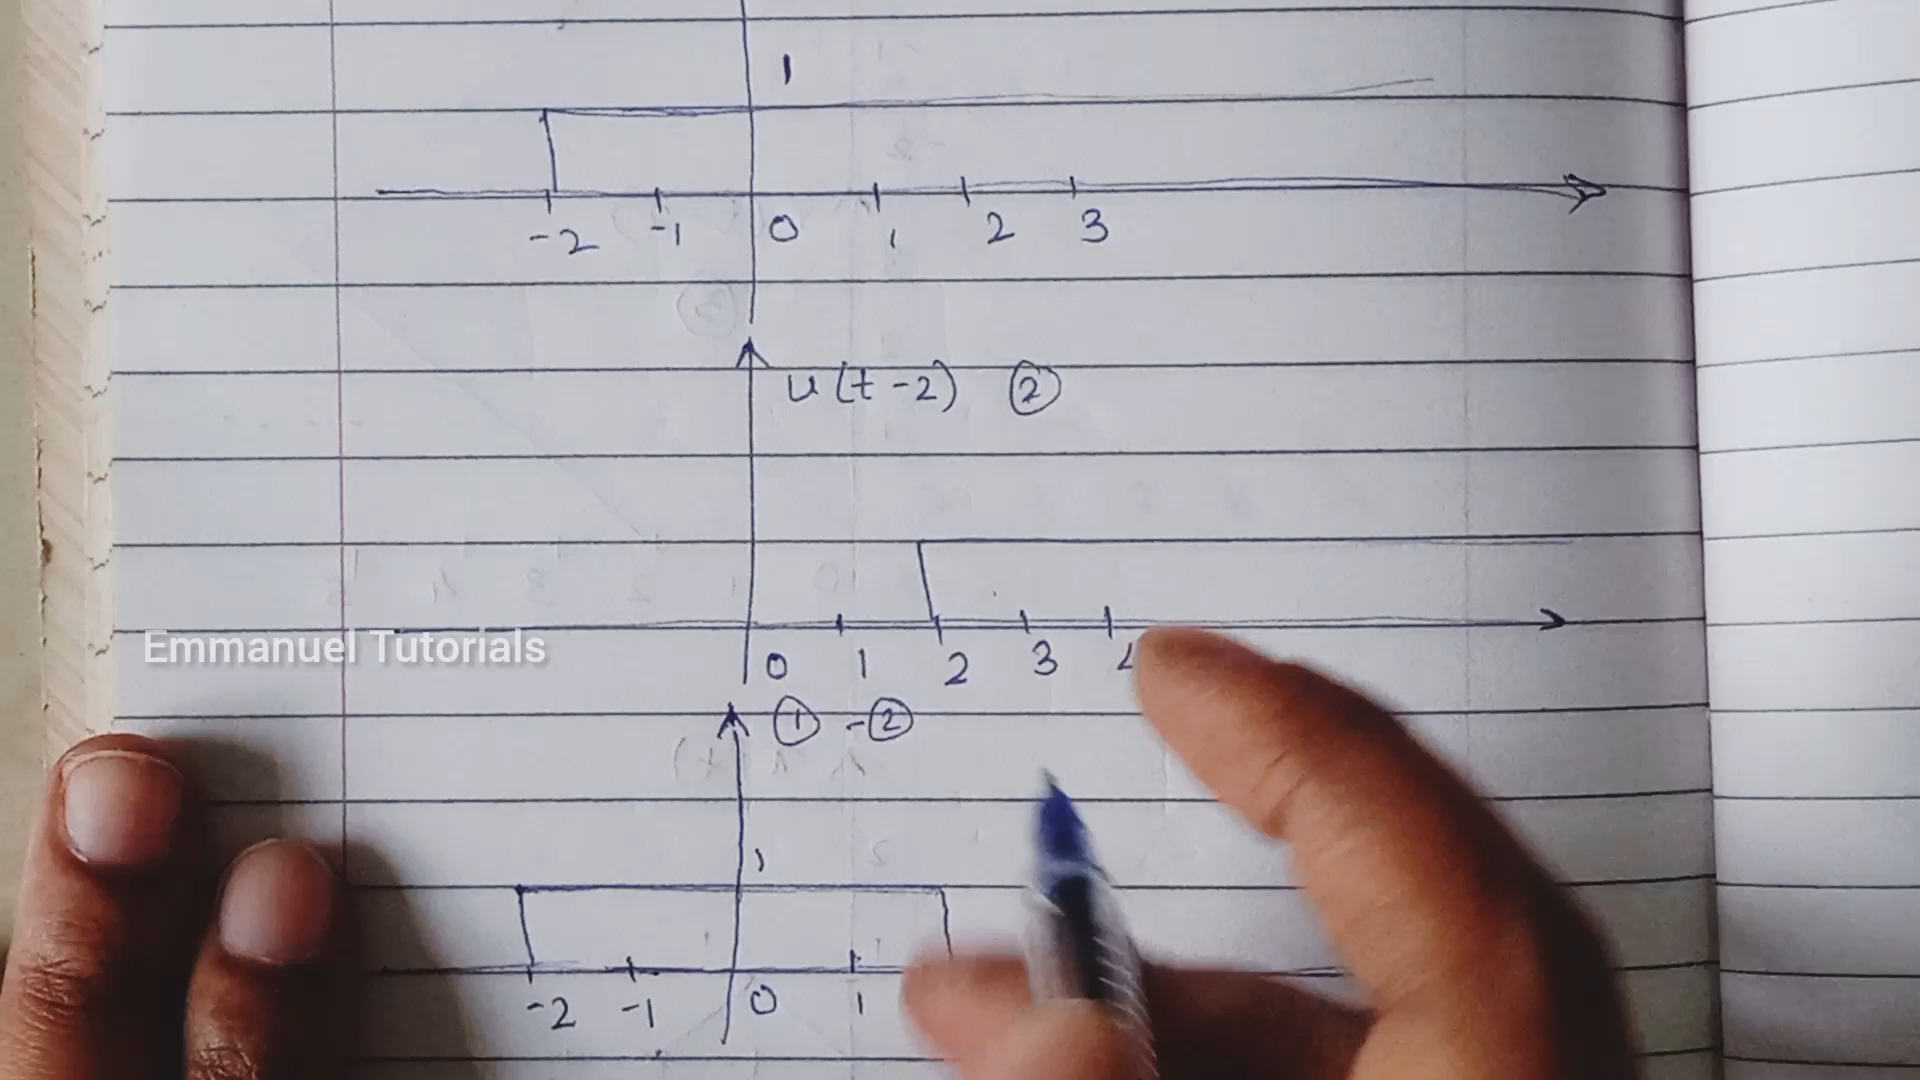 1
-2 -1 0 1 2 3
u(t-2) ②
0 1 2 3
① - ②
1
-2 -1 0 1
Emmanuel Tutorials